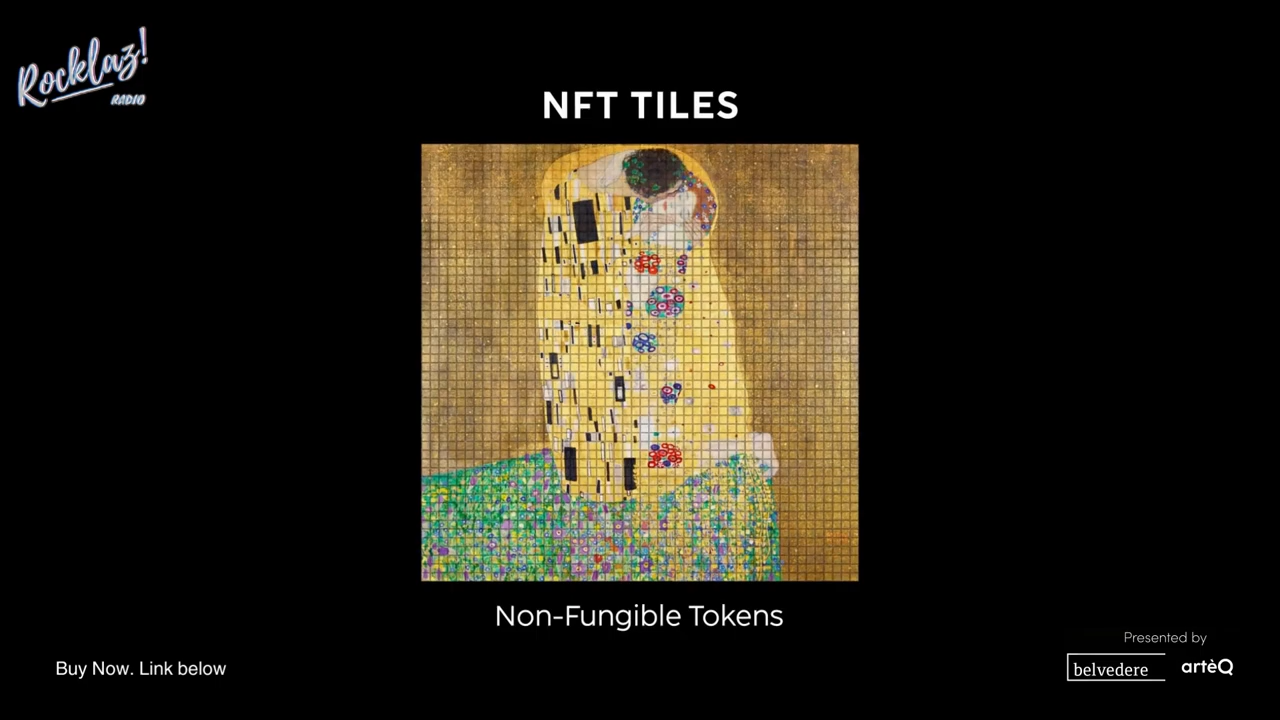 Rocklaz!
RADIO
NFT TILES
Non-Fungible Tokens
Presented by
belvedere
artèQ
Buy Now. Link below